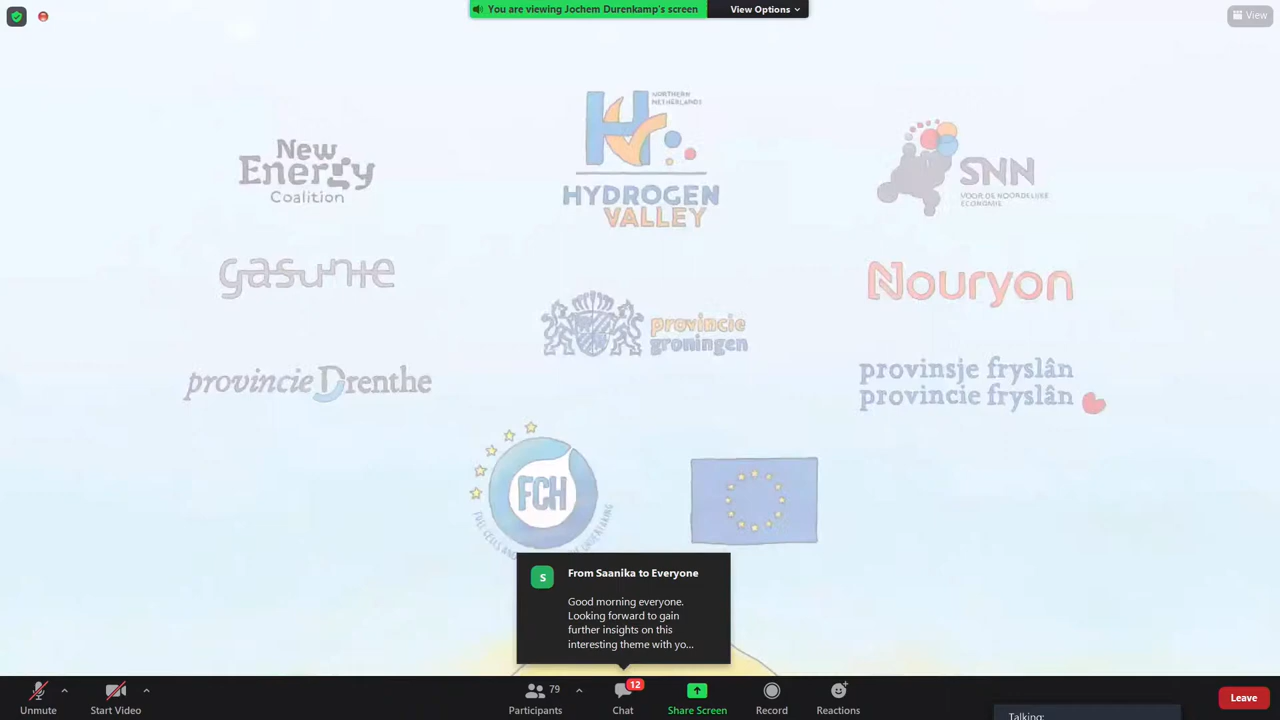 You are viewing Jochem Durenkamp's screen
View Options
View
NORTHERN
NETHERLANDS
HYDROGEN
VALLEY
New
Energy
Coalition
SNN
VOOR DE NOORDELIJKE
ECONOMIE
gasunie
Nouryon
provincie
groningen
provincie Drenthe
provinsje fryslân
provincie fryslân
FCH
FUEL CELLS AND
From Saanika to Everyone
S
Good morning everyone.
Looking forward to gain
further insights on this
interesting theme with yo...
Unmute
Start Video
79
Participants
12
Chat
Share Screen
Record
Reactions
Talking:
Leave